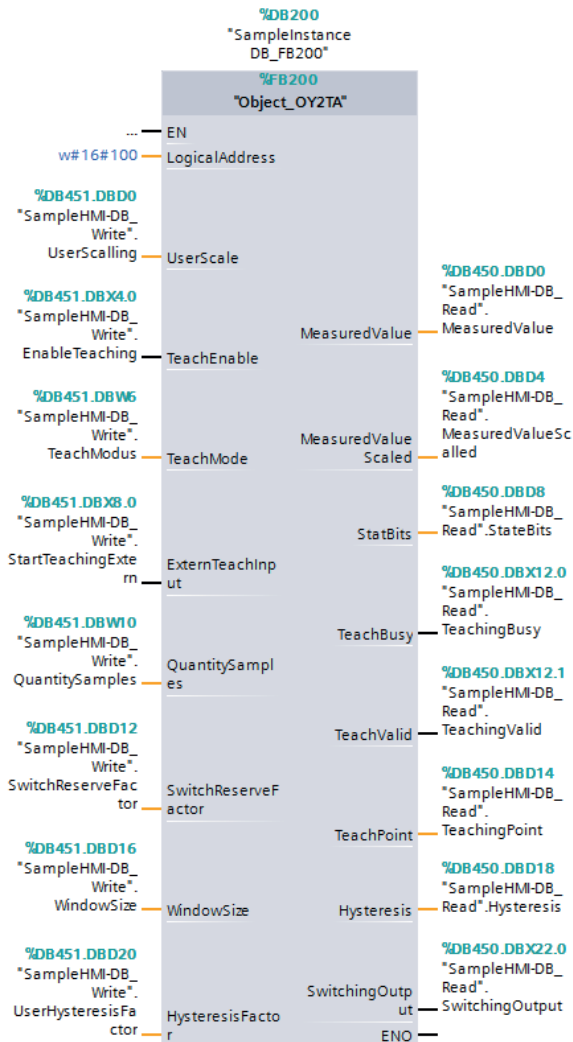 %DB200
"SampleInstance
DB_FB200"
%FB200
"Object_OY2TA"
... EN
w#16#100 LogicalAddress
%DB451.DBD0
"SampleHMI-DB_
Write".
UserScalling UserScale
%DB451.DBX4.0
"SampleHMI-DB_
Write".
EnableTeaching TeachEnable
%DB451.DBW6
"SampleHMI-DB_
Write".
TeachModus TeachMode
%DB451.DBX8.0
"SampleHMI-DB_
Write".
StartTeachingExte
rn
ExternTeachInp
ut
%DB451.DBW10
"SampleHMI-DB_
Write".
QuantitySamples
QuantitySampl
es
%DB451.DBD12
"SampleHMI-DB_
Write".
SwitchReserveFac
tor
SwitchReserveF
actor
%DB451.DBD16
"SampleHMI-DB_
Write".
WindowSize WindowSize
%DB451.DBD20
"SampleHMI-DB_
Write".
UserHysteresisFa
ctor
HysteresisFacto
r
%DB450.DBD0
"SampleHMI-DB_
Read".
MeasuredValue MeasuredValue
%DB450.DBD4
"SampleHMI-DB_
Read".
MeasuredValueSc
alled
MeasuredValue
Scaled
%DB450.DBD8
"SampleHMI-DB_
StatBits Read".StateBits
%DB450.DBX12.0
"SampleHMI-DB_
Read".
TeachBusy TeachingBusy
%DB450.DBX12.1
"SampleHMI-DB_
Read".
TeachValid TeachingValid
%DB450.DBD14
"SampleHMI-DB_
Read".
TeachPoint TeachingPoint
%DB450.DBD18
"SampleHMI-DB_
Hysteresis Read".Hysteresis
%DB450.DBX22.0
"SampleHMI-DB_
Read".
SwitchingOutput
SwitchingOutp
ut
ENO